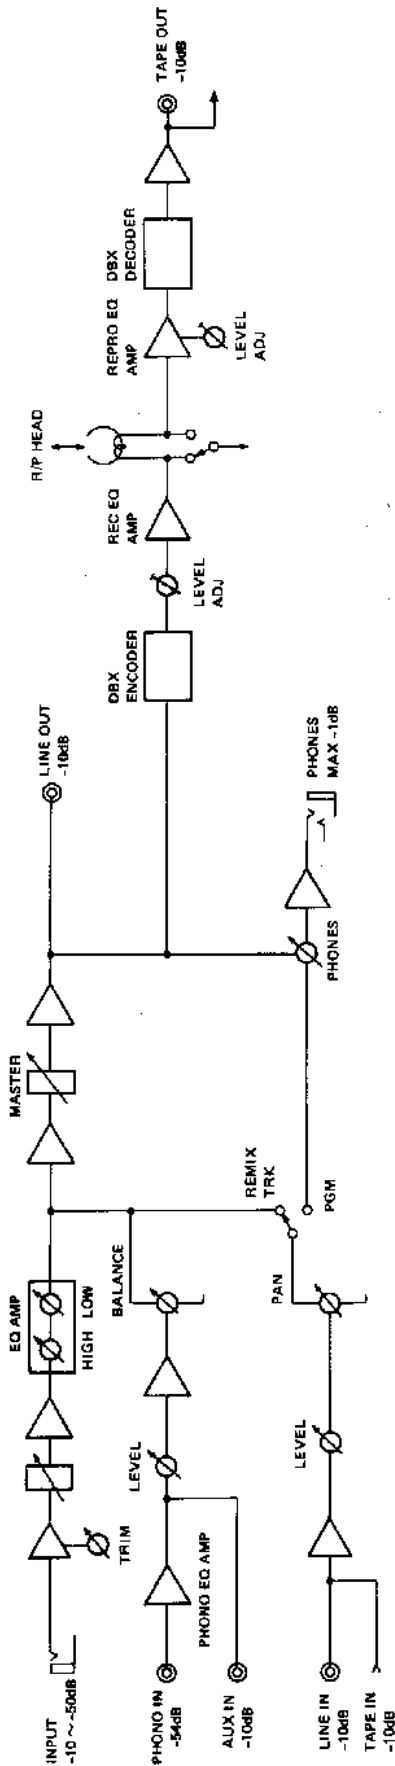 INPUT
-10 ~ -50dB
TRIM
EQ AMP
HIGH LOW
MASTER
LINE OUT
-10dB
PHONO IN
-54dB
PHONO EQ AMP
AUX IN
-10dB
LEVEL
BALANCE
LINE IN
-10dB
TAPE IN
-10dB
LEVEL
PAN
REMIX
TRK
PGM
PHONES
PHONES
MAX -1dB
DBX
ENCODER
LEVEL
ADJ
REC EQ
AMP
R/P HEAD
REPRO EQ
AMP
LEVEL
ADJ
DBX
DECODER
TAPE OUT
-10dB